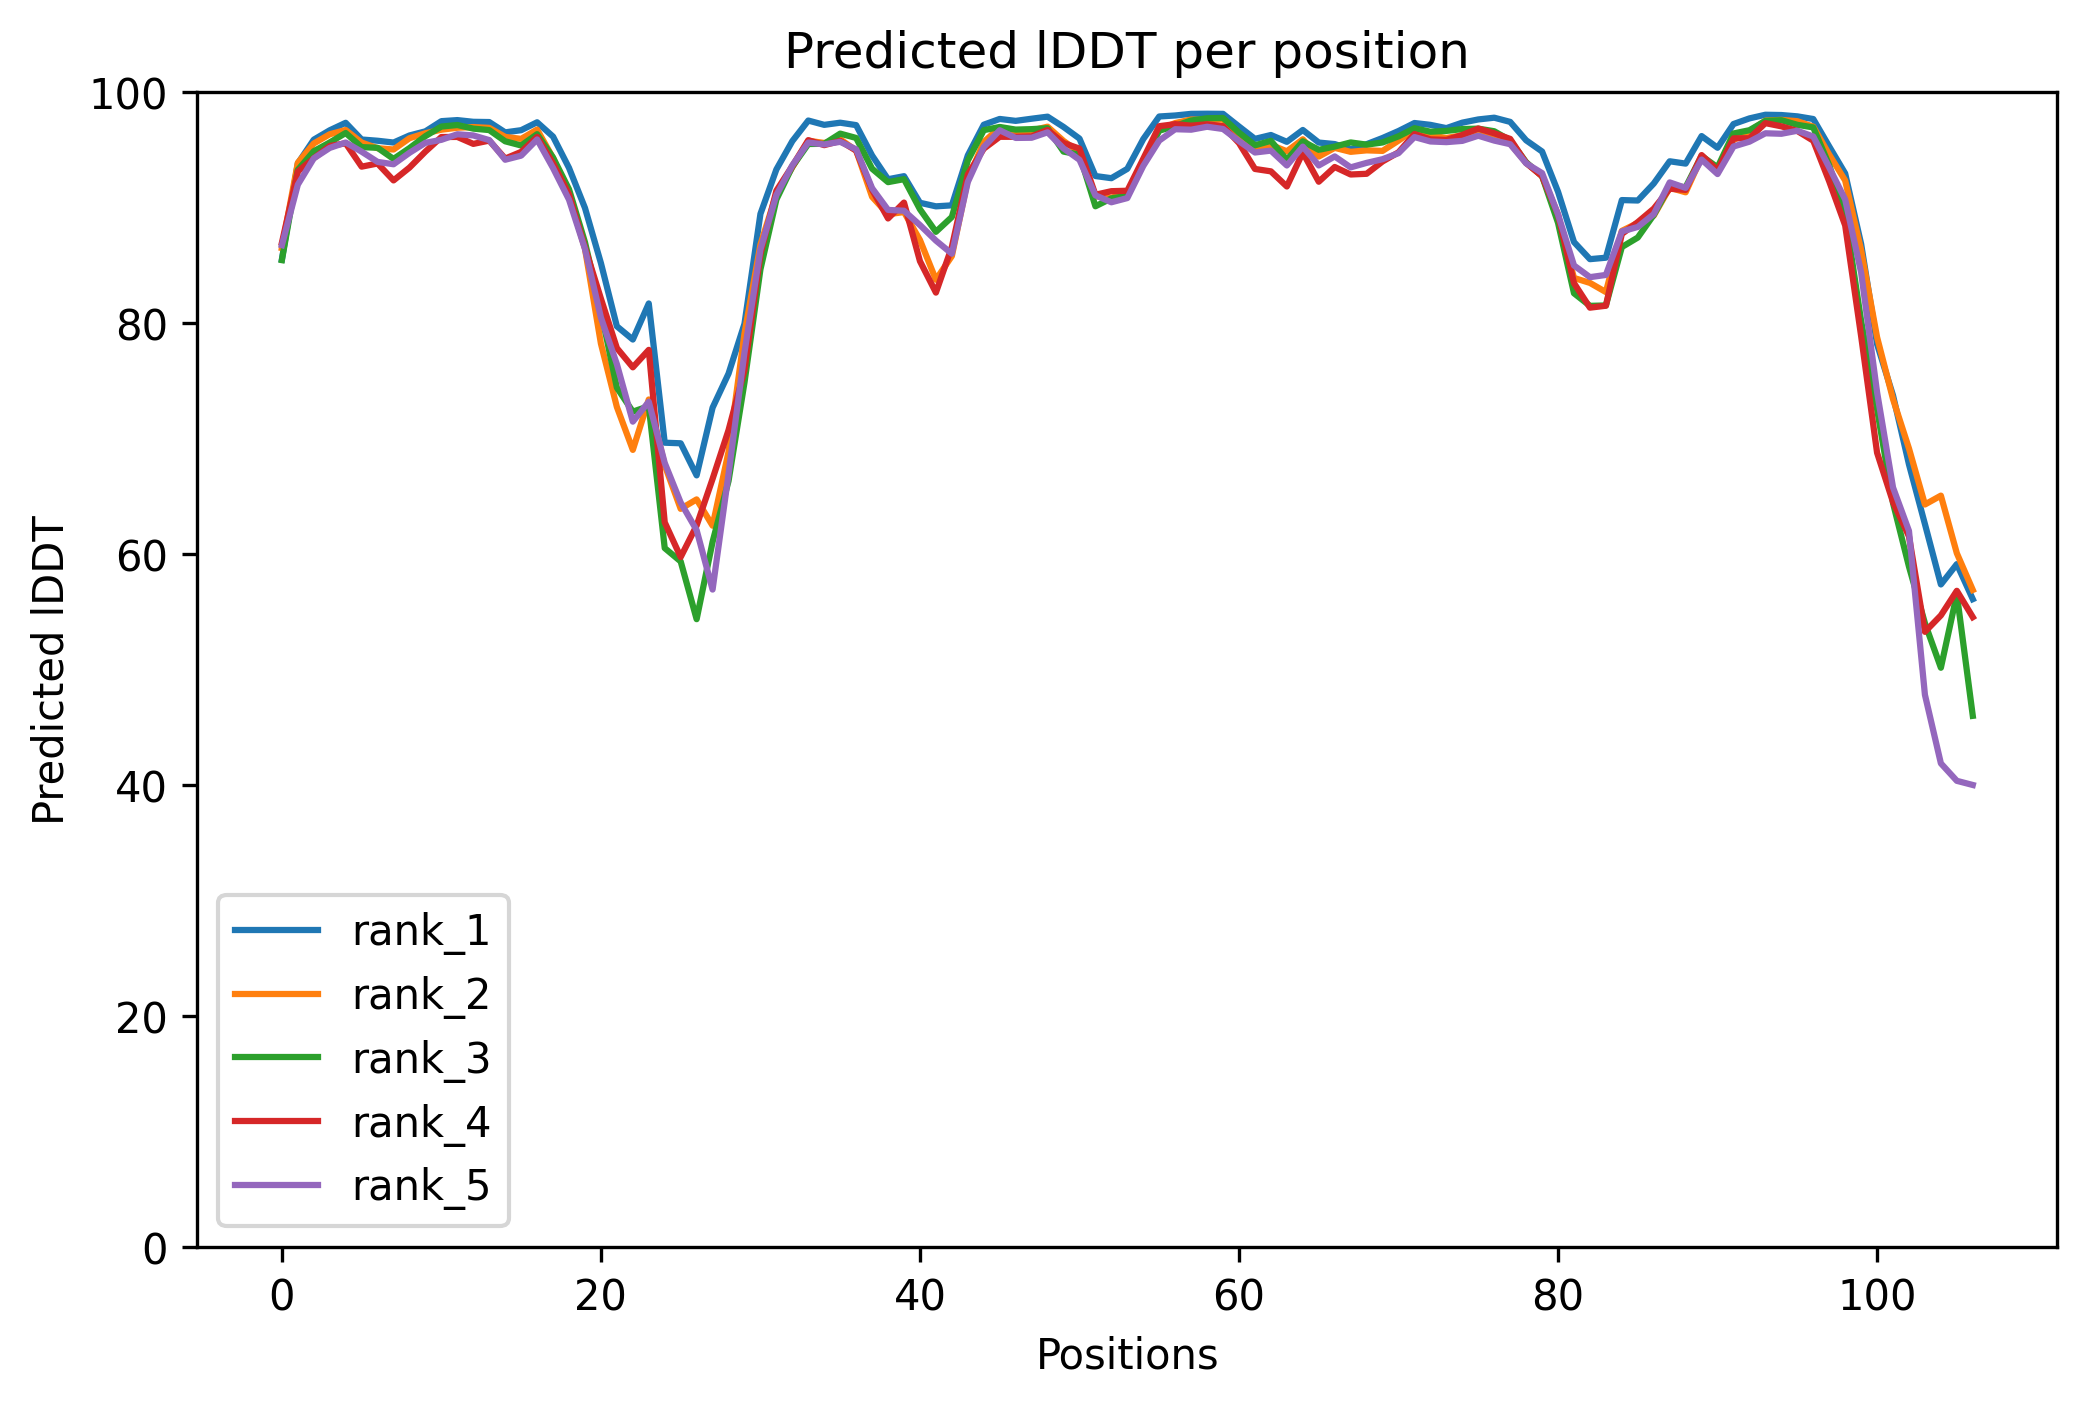 Predicted lDDT per position
Predicted lDDT
100
80
60
40
20
0
rank_1
rank_2
rank_3
rank_4
rank_5
0 20 40 60 80 100
Positions